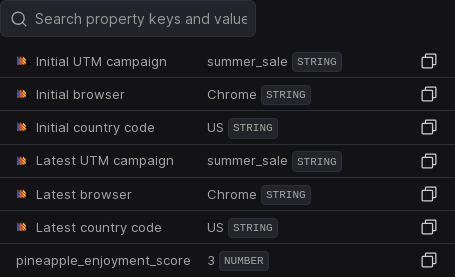 Search property keys and value
Initial UTM campaign summer_sale STRING
Initial browser Chrome STRING
Initial country code US STRING
Latest UTM campaign summer_sale STRING
Latest browser Chrome STRING
Latest country code US STRING
pineapple_enjoyment_score 3 NUMBER